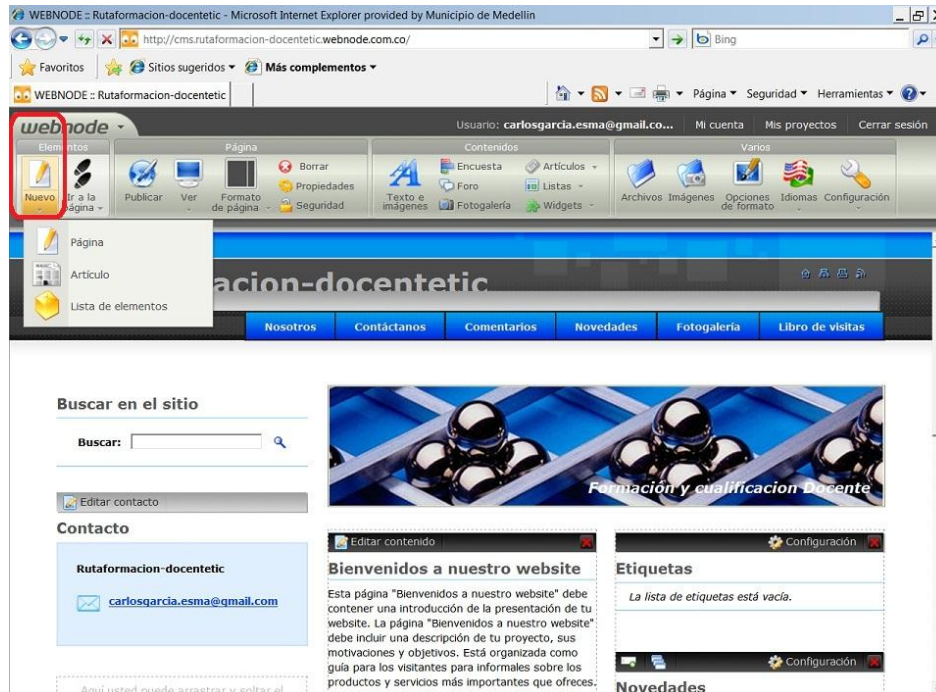 WEBNODE :: Rutaformacion-docentetic - Microsoft Internet Explorer provided by Municipio de Medellin
http://cms.rutaformacion-docentetic.webnode.com.co/
Bing
Favoritos Sitios sugeridos Más complementos
WEBNODE :: Rutaformacion-docentetic
Página Seguridad Herramientas
webnode
Usuario: carlosgarcia.esma@gmail.co... Mi cuenta Mis proyectos Cerrar sesión
Elementos Página Contenidos Varios
Nuevo
Ir a la página
Publicar
Ver
Formato de página
Borrar
Propiedades
Seguridad
Texto e imágenes
Encuesta
Foro
Fotogalería
Artículos
Listas
Widgets
Archivos
Imágenes
Opciones de formato
Idiomas
Configuración
Página
Artículo
Lista de elementos
acion-docentetic
Nosotros Contáctanos Comentarios Novedades Fotogalería Libro de visitas
Buscar en el sitio
Buscar:
Formación y cualificacion Docente
Editar contacto
Contacto
Rutaformacion-docentetic
carlosgarcia.esma@gmail.com
Aquí usted puede arrastrar y soltar el
Editar contenido
Bienvenidos a nuestro website
Esta página "Bienvenidos a nuestro website" debe
contener una introducción de la presentación de tu
website. La página "Bienvenidos a nuestro website"
debe incluir una descripción de tu proyecto, sus
motivaciones y objetivos. Está organizada como
guía para los visitantes para informales sobre los
productos y servicios más importantes que ofreces.
Configuración
Etiquetas
La lista de etiquetas está vacía.
Configuración
Novedades